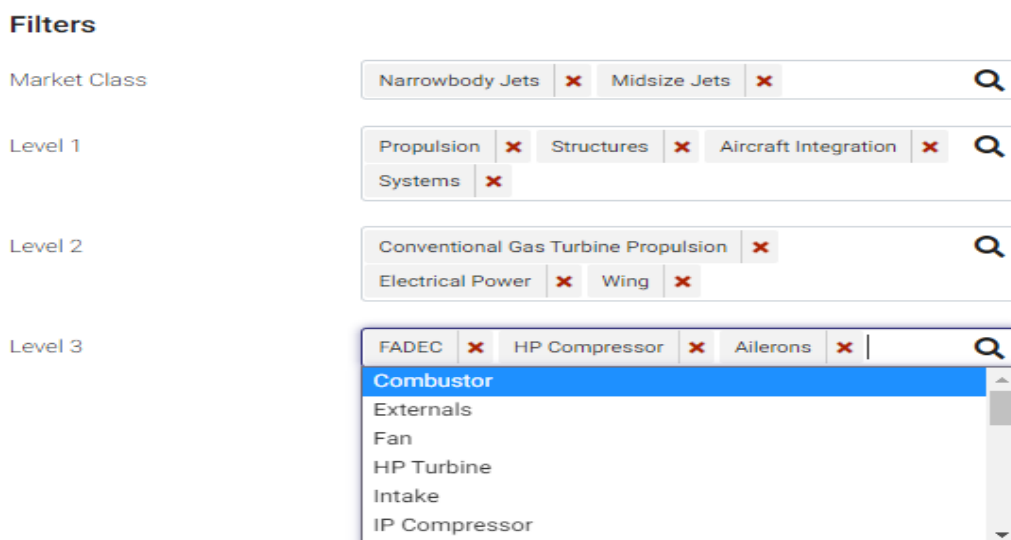 Filters
Market Class Narrowbody Jets Midsize Jets
Level 1 Propulsion Structures Aircraft Integration
Systems
Level 2 Conventional Gas Turbine Propulsion
Electrical Power Wing
Level 3 FADEC HP Compressor Ailerons
Combustor
Externals
Fan
HP Turbine
Intake
IP Compressor